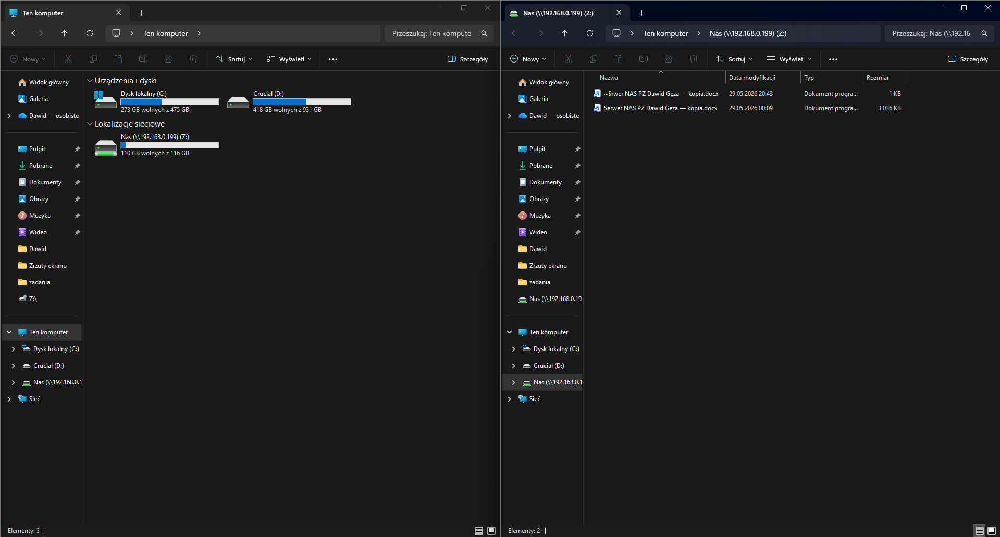 Ten komputer
Ten komputer
Przeszukaj: Ten kompute
Nowy
Sortuj
Wyświetl
Szczegóły
Widok główny
Galeria
Dawid — osobiste
Pulpit
Pobrane
Dokumenty
Obrazy
Muzyka
Wideo
Dawid
Zrzuty ekranu
zadania
Z:\
Ten komputer
Dysk lokalny (C:)
Crucial (D:)
Nas (\\192.168.0.1
Sieć
Urządzenia i dyski
Dysk lokalny (C:)
273 GB wolnych z 475 GB
Crucial (D:)
418 GB wolnych z 931 GB
Lokalizacje sieciowe
Nas (\\192.168.0.199) (Z:)
110 GB wolnych z 116 GB
Elementy: 3
Nas (\\192.168.0.199) (Z:)
Ten komputer
Nas (\\192.168.0.199) (Z:)
Przeszukaj: Nas (\\192.16
Nowy
Sortuj
Wyświetl
Szczegóły
Widok główny
Galeria
Dawid — osobiste
Pulpit
Pobrane
Dokumenty
Obrazy
Muzyka
Wideo
Dawid
Zrzuty ekranu
zadania
Nas (\\192.168.0.19
Ten komputer
Dysk lokalny (C:)
Crucial (D:)
Nas (\\192.168.0.1
Sieć
Nazwa Data modyfikacji Typ Rozmiar
~$rwer NAS PZ Dawid Gęza — kopia.docx 29.05.2026 20:43 Dokument progra... 1 KB
Serwer NAS PZ Dawid Gęza — kopia.docx 29.05.2026 00:09 Dokument progra... 3 036 KB
Elementy: 2